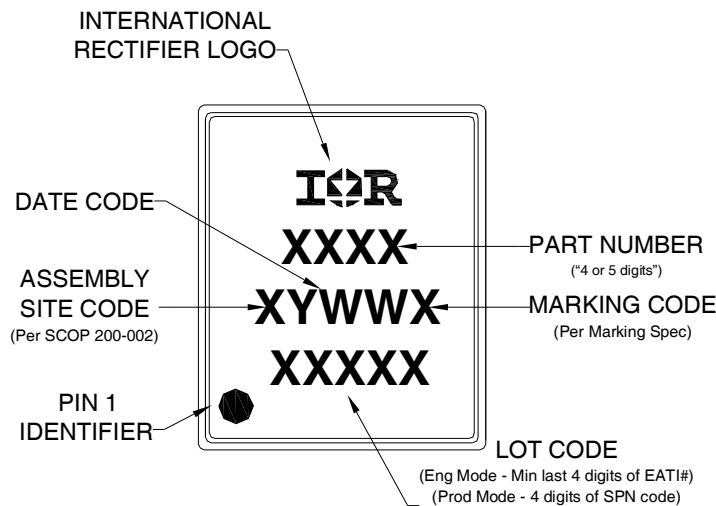 INTERNATIONAL
RECTIFIER LOGO
IOR
DATE CODE
XXXX
PART NUMBER
(“4 or 5 digits”)
ASSEMBLY
SITE CODE
(Per SCOP 200-002)
XYWWX
MARKING CODE
(Per Marking Spec)
XXXXX
PIN 1
IDENTIFIER
LOT CODE
(Eng Mode - Min last 4 digits of EATI#)
(Prod Mode - 4 digits of SPN code)